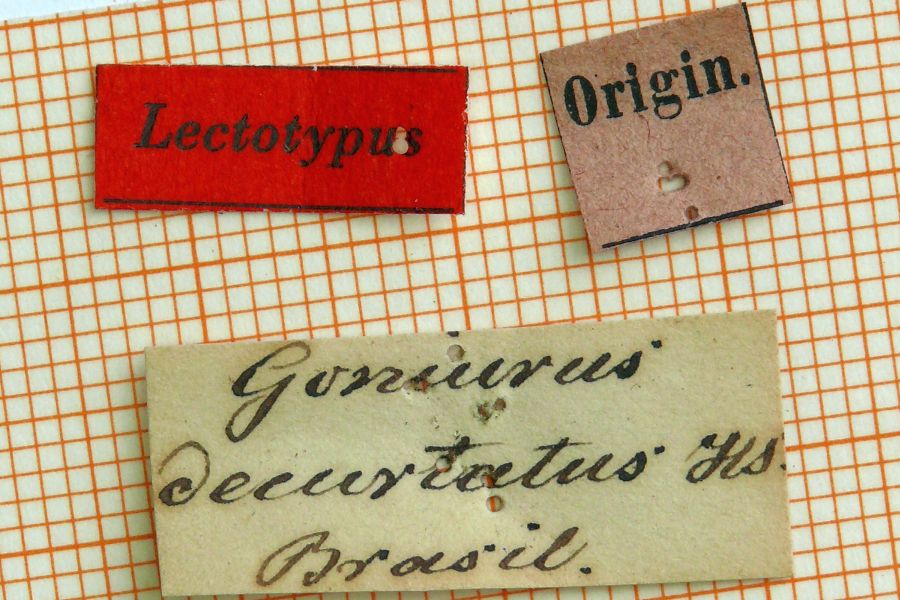 Lectotypus
Origin.
Goniurus
decurtatus Hs.
Brasil.